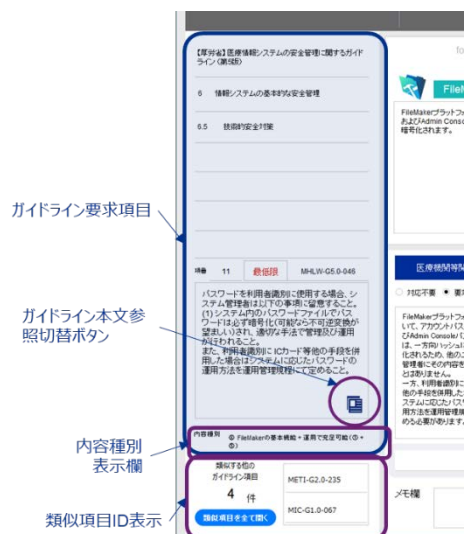 【厚労省】医療情報システムの安全管理に関するガイド
ライン（第5版）
6 情報システムの基本的な安全管理
6.5 技術的安全対策
ガイドライン要求項目
項番 11 最低限 MHLW-G5.0-046
パスワードを利用者識別に使用する場合、シ
ステム管理者は以下の事項に留意すること。
(1) システム内のパスワードファイルでパス
ワードは必ず暗号化(可能なら不可逆変換が
望ましい)され、適切な手法で管理及び運用
が行われること。
また、利用者識別にICカード等他の手段を併
用した場合はシステムに応じたパスワードの
運用方法を運用管理規程にて定めること。
ガイドライン本文参
照切替ボタン
内容種別 ⑥ FileMakerの基本機能 + 運用で充足可能(①+
⑤)
内容種別
表示欄
類似する他の
ガイドライン項目
4 件
類似項目を全て開く
METI-G2.0-235
MIC-G1.0-067
類似項目ID表示
fo
FileM
FileMakerプラットフォ
およびAdmin Conso
暗号化されます。
医療機関等
対応不要 要
FileMakerプラットフォ
いて、アカウントパス
びAdmin Consoleパ
は、一方向ハッシュに
化されるため、他の
管理者にその内容を
とはありません。
一方、利用者識別に
他の手段を併用した
ステムに応じたパス
用方法を運用管理規
める必要があります。
メモ欄